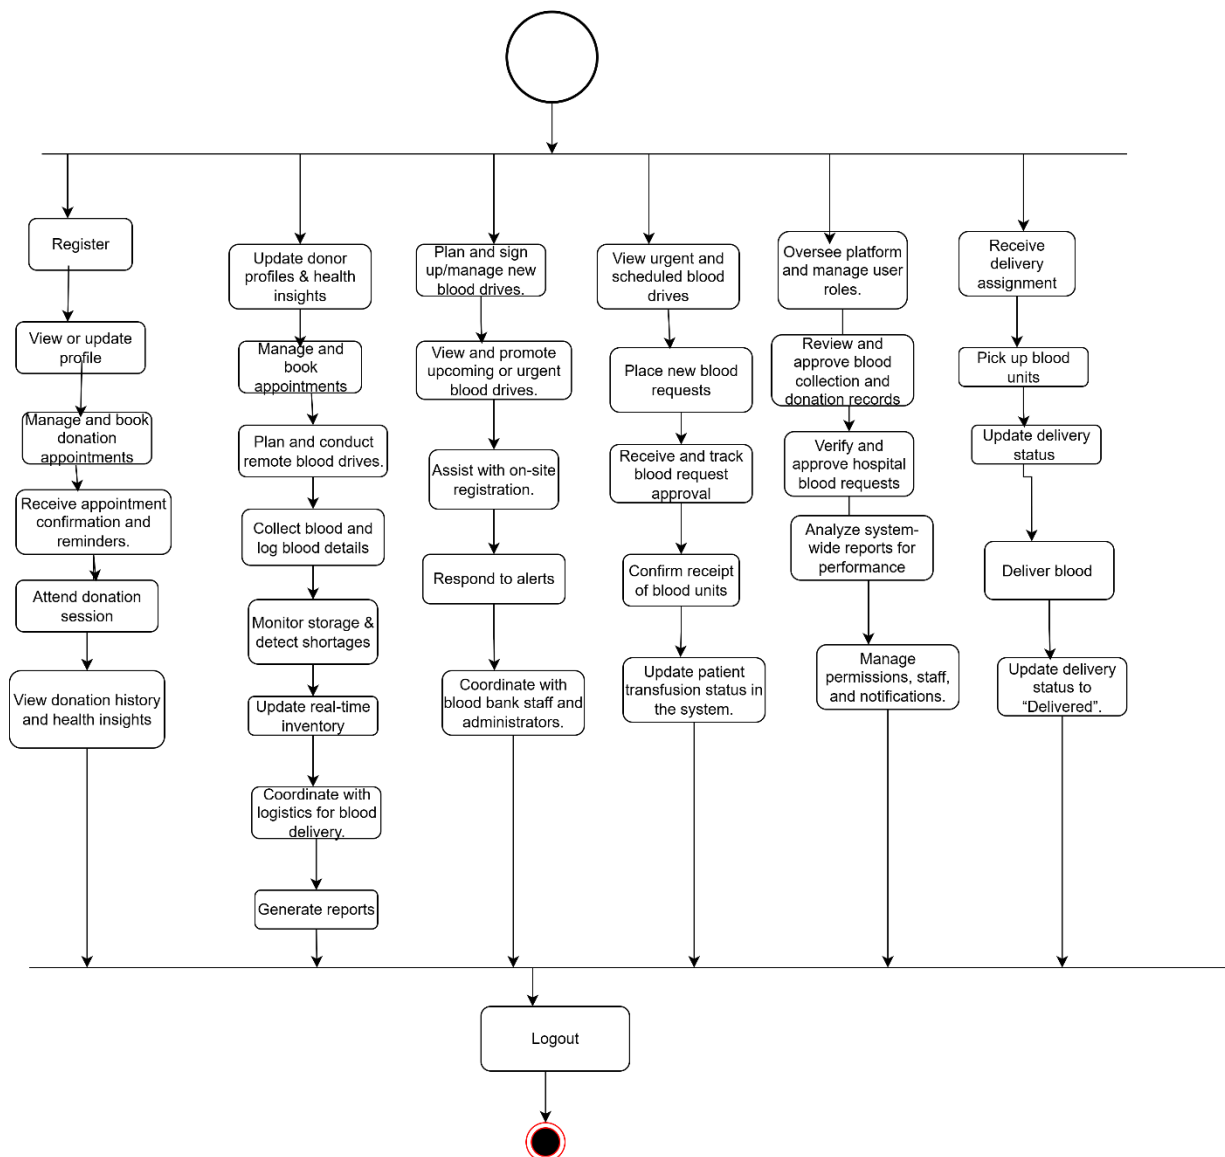 Register
View or update
profile
Manage and book
donation
appointments
Receive appointment
confirmation and
reminders.
Attend donation
session
View donation history
and health insights
Update donor
profiles & health
insights
Manage and
book
appointments
Plan and conduct
remote blood drives.
Collect blood and
log blood details
Monitor storage &
detect shortages
Update real-time
inventory
Coordinate with
logistics for blood
delivery.
Generate reports
Plan and sign
up/manage new
blood drives.
View and promote
upcoming or urgent
blood drives.
Assist with on-site
registration.
Respond to alerts
Coordinate with
blood bank staff and
administrators.
View urgent and
scheduled blood
drives
Place new blood
requests
Receive and track
blood request
approval
Confirm receipt
of blood units
Update patient
transfusion status in
the system.
Oversee platform
and manage user
roles.
Review and
approve blood
collection and
donation records
Verify and
approve hospital
blood requests
Analyze system-
wide reports for
performance
Manage
permissions, staff,
and notifications.
Receive
delivery
assignment
Pick up blood
units
Update delivery
status
Deliver blood
Update delivery
status to
“Delivered”.
Logout